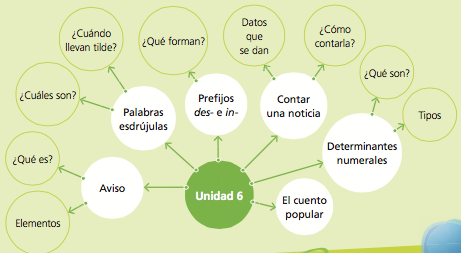 ¿Cuándo
llevan tilde?
¿Qué forman?
Datos
que
se dan
¿Cómo
contarla?
¿Cuáles son?
¿Qué son?
Palabras
esdrújulas
Prefijos
des- e in-
Contar
una noticia
Tipos
¿Qué es?
Determinantes
numerales
Aviso
Unidad 6
El cuento
popular
Elementos